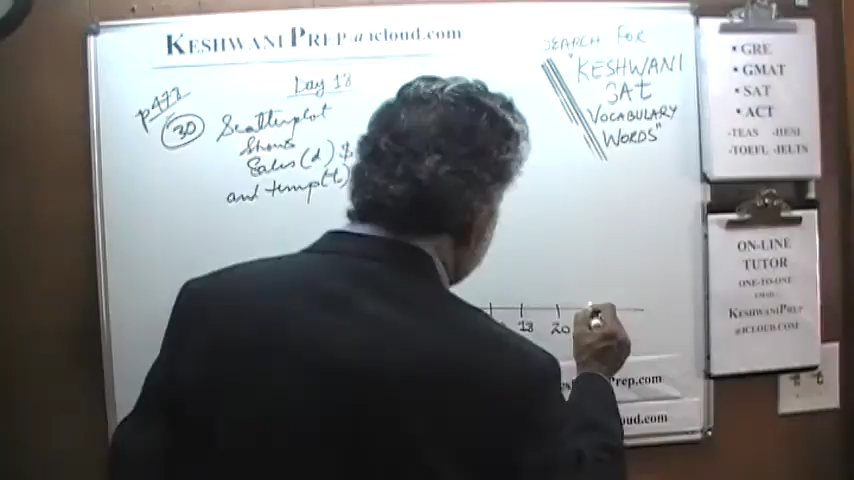 KESHWANI PREP @ icloud.com
Day 18
p477
30 Scatterplot
Shows
Sales (d) $
and temp (t)
SEARCH FOR
"KESHWANI
SAT
VOCABULARY
WORDS"
18 20
Prep.com
oud.com
• GRE
• GMAT
• SAT
• ACT
-TEAS -HESI
-TOEFL -IELTS
ON-LINE
TUTOR
ONE-TO-ONE
KESHWANIPREP
@ICLOUD.COM